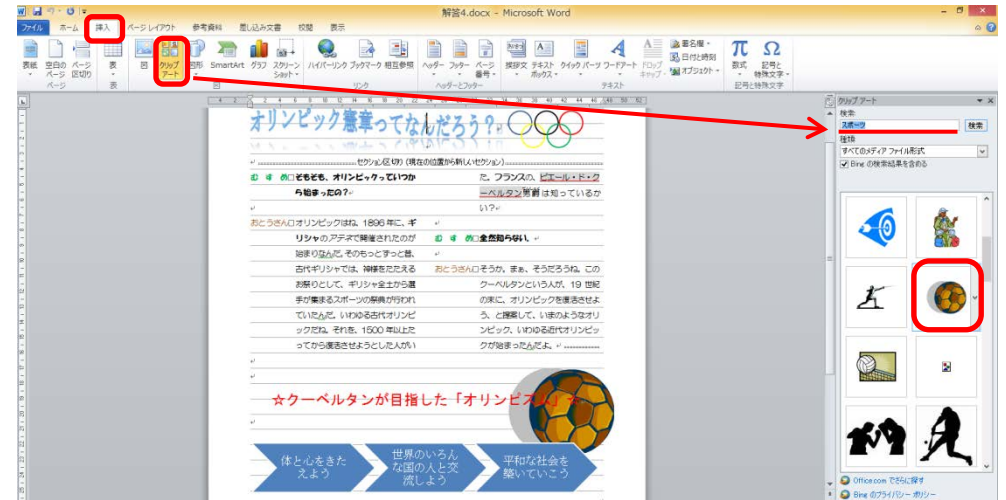 解答4.docx - Microsoft Word
ファイル ホーム 挿入 ページ レイアウト 参考資料 差し込み文書 校閲 表示
表紙 空白のページ ページ区切り 表 図 クリップアート 図形 SmartArt グラフ スクリーンショット ハイパーリンク ブックマーク 相互参照 ヘッダー フッター ページ番号 挨拶文 テキストボックス クイック パーツ ワードアート ドロップキャップ 署名欄 日付と時刻 オブジェクト 数式 記号と特殊文字
ページ 表 図 リンク ヘッダーとフッター テキスト 記号と特殊文字
オリンピック憲章ってなんだろう?
セクション区切り (現在の位置から新しいセクション)
むすめ□そもそも、オリンピックっていつか
ら始まったの?
おとうさん□オリンピックはね、1896年に、ギ
リシャのアテネで開催されたのが
始まりなんだ。そのもっとずっと昔、
古代ギリシャでは、神様をたたえる
お祭りとして、ギリシャ全土から選
手が集まるスポーツの祭典が行われ
ていたんだ。いわゆる古代オリンピ
ックだね。それを、1500年以上た
ってから復活させようとした人がい
た。フランスの、ピエール・ド・ク
ーベルタン男爵は知っているか
い?
むすめ□全然知らない。
おとうさん□そうか、まぁ、そうだろうね。この
クーベルタンという人が、19世紀
の末に、オリンピックを復活させよ
う、と提案して、いまのようなオリ
ンピック、いわゆる近代オリンピッ
クが始まったんだよ。
☆クーベルタンが目指した「オリンピズム」☆
体と心をきた
えよう
世界のいろん
な国の人と交
流しよう
平和な社会を
築いていこう
クリップ アート
検索:
スポーツ 検索
種類:
すべてのメディア ファイル形式
Bing の検索結果を含める
Office.com でさらに探す
Bing のプライバシー ポリシー